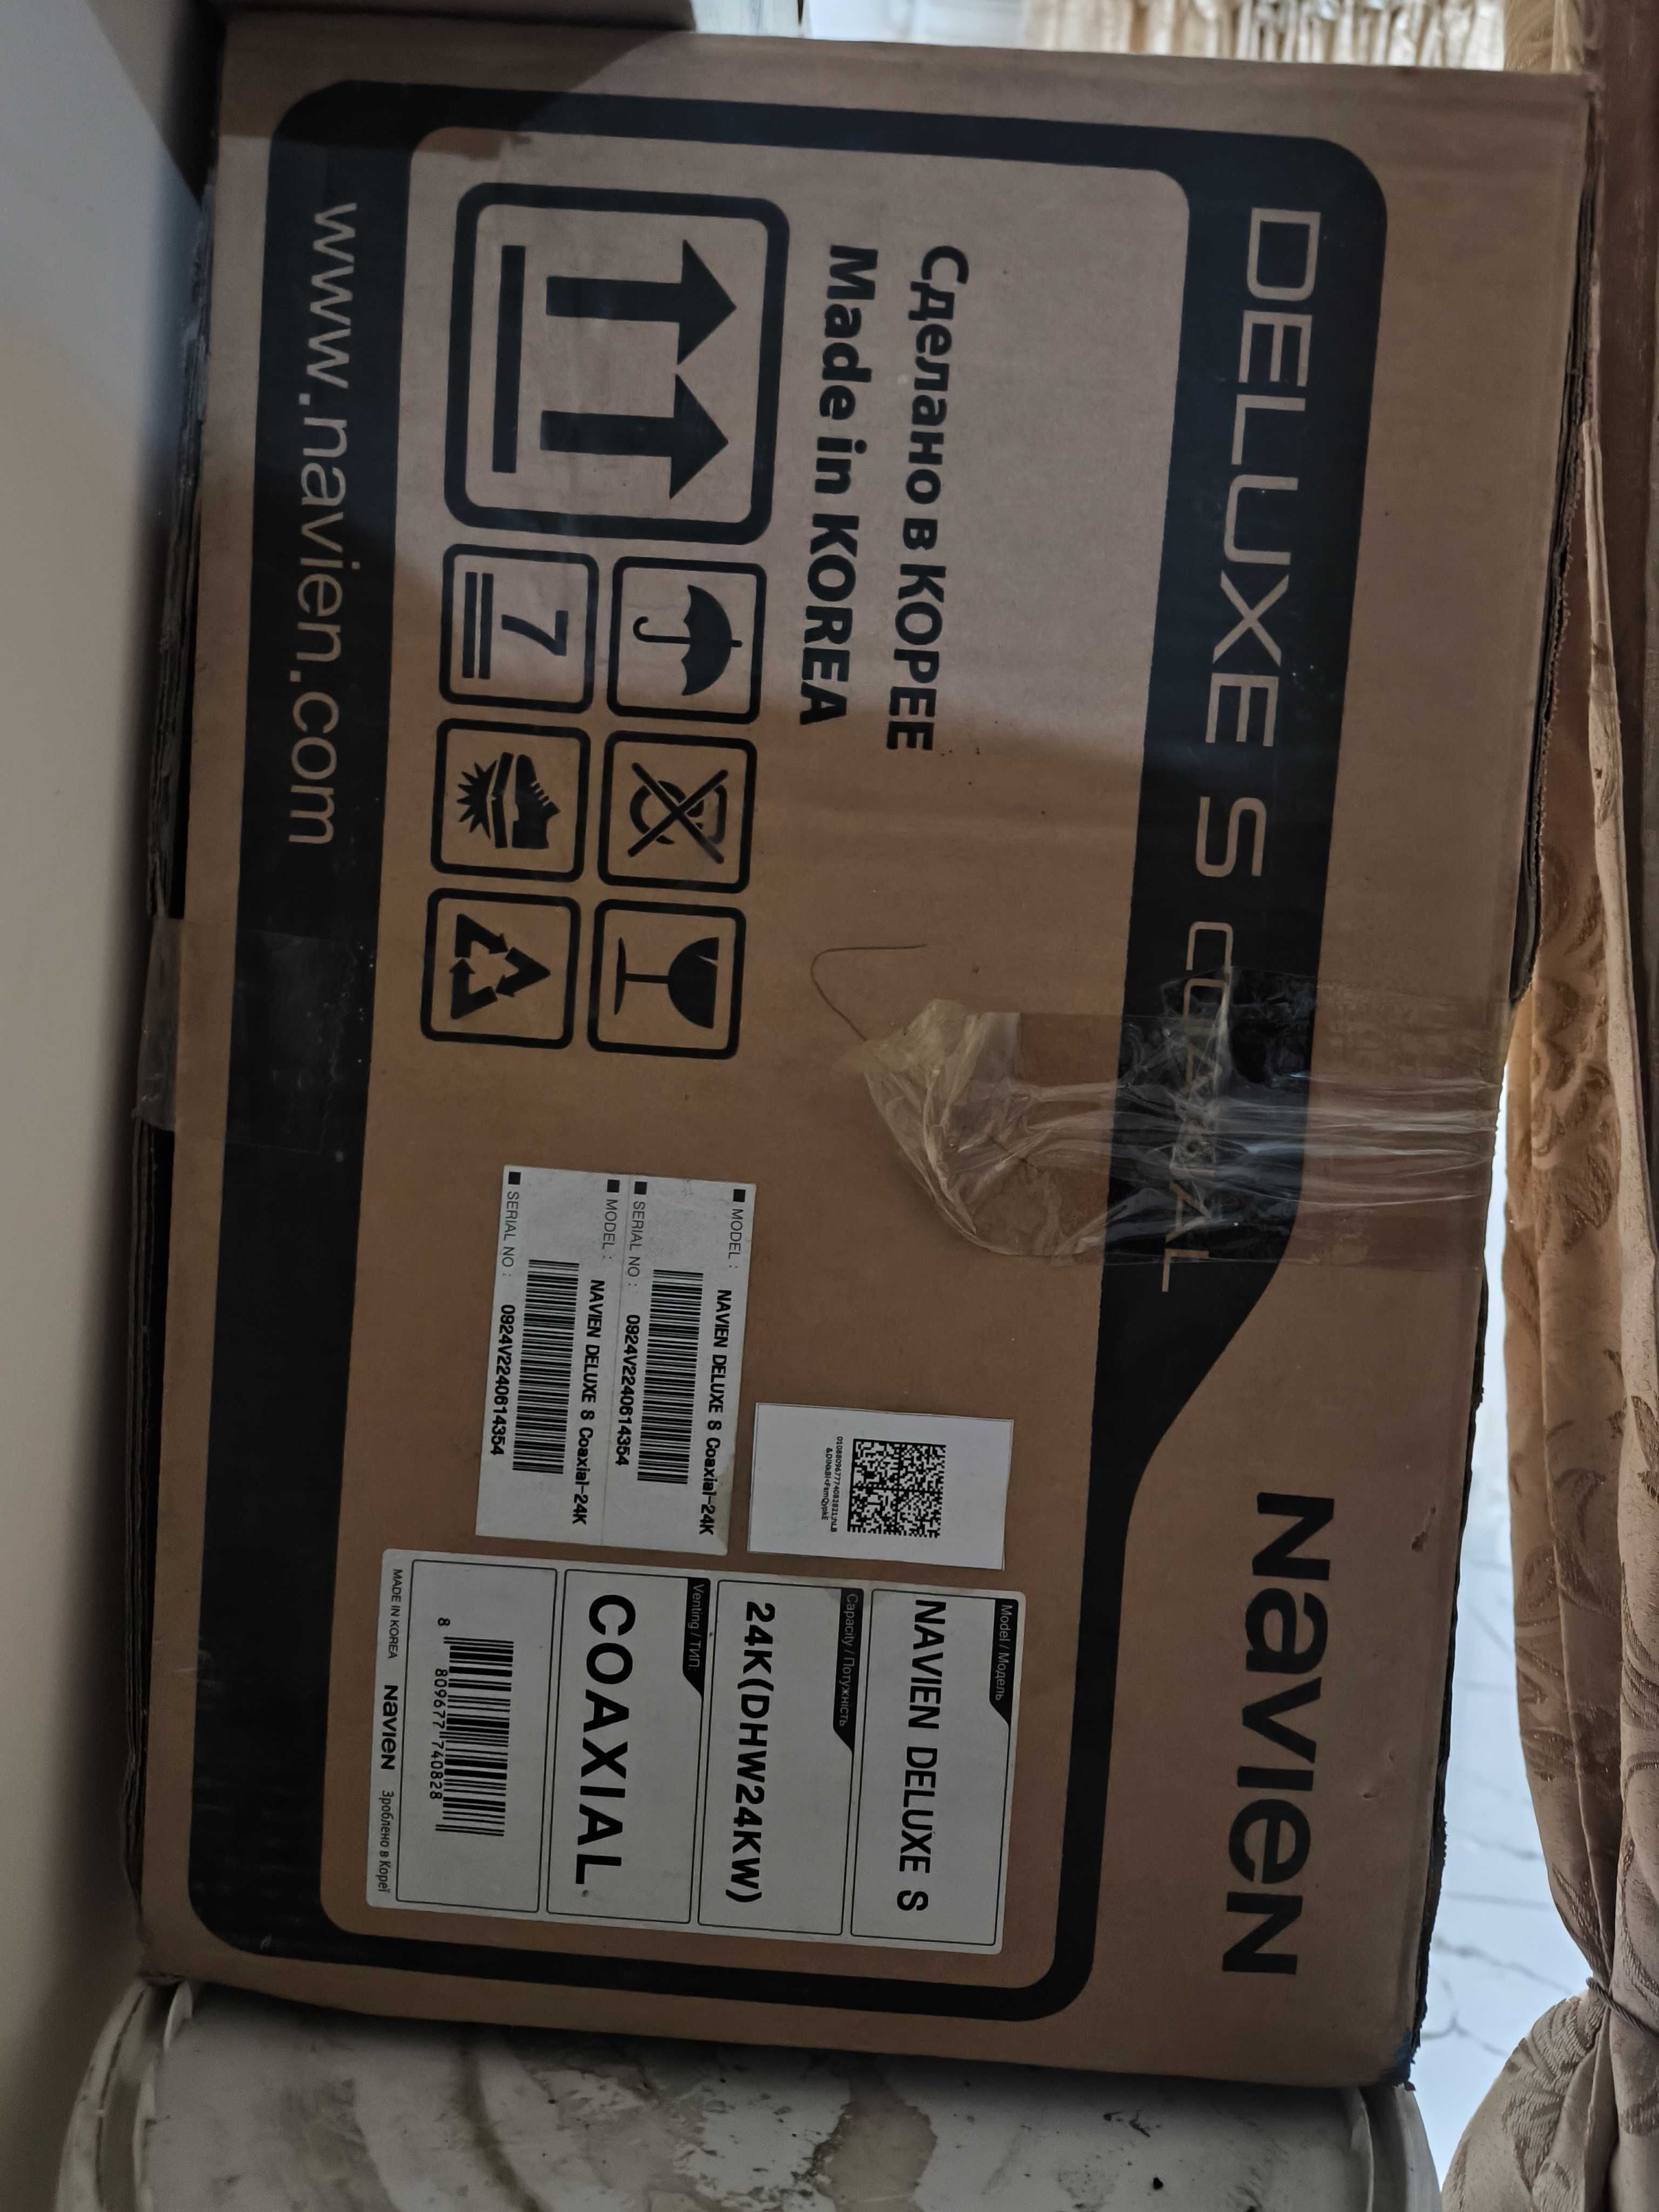 NAVIEN
DELUXE S COAXIAL
Сделано в КОРЕЕ
Made in KOREA
7
MODEL :
NAVIEN DELUXE S Coaxial-24K
SERIAL NO :
0924V2240614354
MODEL :
NAVIEN DELUXE S Coaxial-24K
SERIAL NO :
0924V2240614354
Model / Модель
NAVIEN DELUXE S
Capacity / Потужність
24K(DHW24KW)
Venting / ТИП.
COAXIAL
8 809677 740828
MADE IN KOREA NAVIEN Зроблено в Кореї
www.navien.com